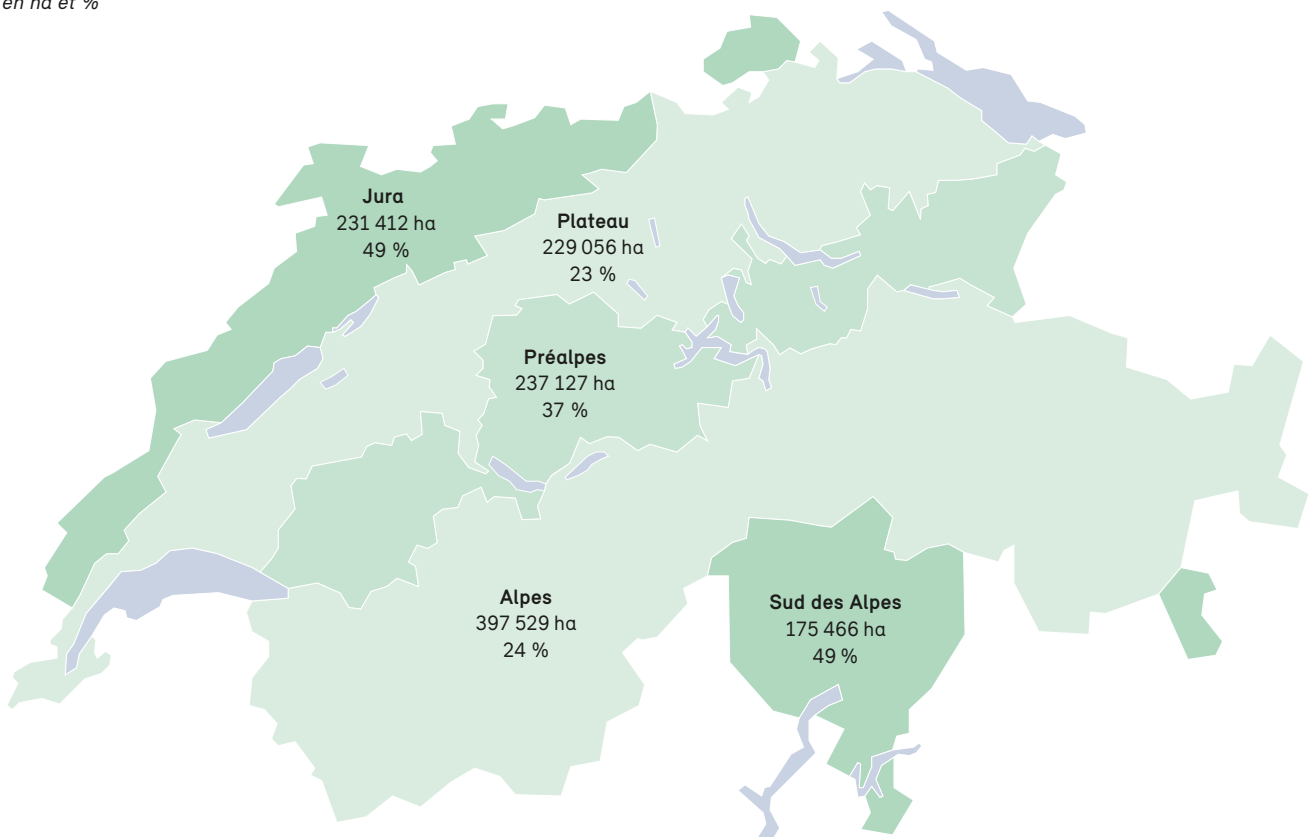 en ha et %
Jura
231 412 ha
49 %
Plateau
229 056 ha
23 %
Préalpes
237 127 ha
37 %
Alpes
397 529 ha
24 %
Sud des Alpes
175 466 ha
49 %